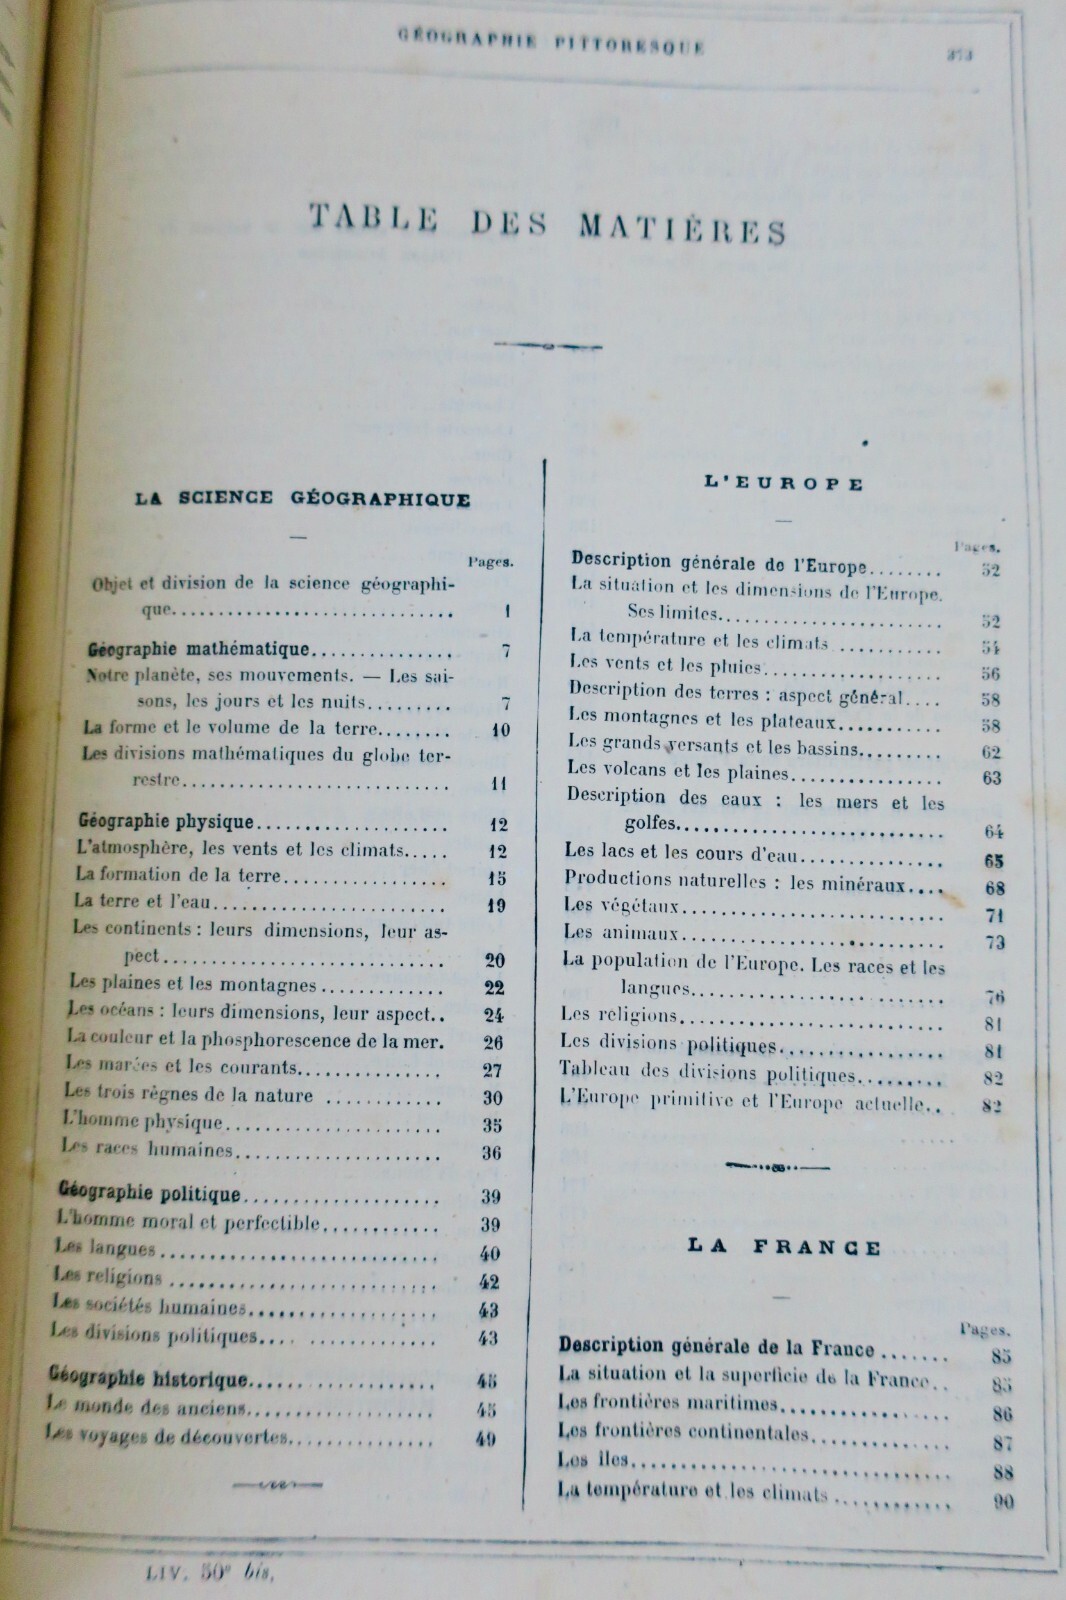 GÉOGRAPHIE PITTORESQUE 373
TABLE DES MATIÈRES
LA SCIENCE GÉOGRAPHIQUE
Pages.
Objet et division de la science géographi-
que............................ 1
Géographie mathématique............... 7
Notre planète, ses mouvements. — Les sai-
sons, les jours et les nuits......... 7
La forme et le volume de la terre........ 10
Les divisions mathématiques du globe ter-
restre............................ 11
Géographie physique.................... 12
L'atmosphère, les vents et les climats..... 12
La formation de la terre................. 15
La terre et l'eau........................ 19
Les continents : leurs dimensions, leur as-
pect............................. 20
Les plaines et les montagnes............. 22
Les océans : leurs dimensions, leur aspect.. 24
La couleur et la phosphorescence de la mer. 26
Les marées et les courants............... 27
Les trois règnes de la nature ............ 30
L'homme physique....................... 35
Les races humaines...................... 36
Géographie politique.................... 39
L'homme moral et perfectible............ 39
Les langues............................. 40
Les religions ........................... 42
Les sociétés humaines.................... 43
Les divisions politiques.... ............. 43
Géographie historique................... 45
Le monde des anciens.................... 45
Les voyages de découvertes............... 49
L'EUROPE
Pages.
Description générale de l'Europe........ 52
La situation et les dimensions de l'Europe.
Ses limites....................... 52
La température et les climats ........... 54
Les vents et les pluies................... 56
Description des terres : aspect général.... 58
Les montagnes et les plateaux........... 58
Les grands versants et les bassins......... 62
Les volcans et les plaines................ 63
Description des eaux : les mers et les
golfes............................ 64
Les lacs et les cours d'eau............... 65
Productions naturelles : les minéraux.... 68
Les végétaux........................... 71
Les animaux........................... 73
La population de l'Europe. Les races et les
langues.......................... 76
Les religions........................... 81
Les divisions politiques................. 81
Tableau des divisions politiques......... 82
L'Europe primitive et l'Europe actuelle.. 82
LA FRANCE
Pages.
Description générale de la France ....... 85
La situation et la superficie de la France.. 85
Les frontières maritimes................. 86
Les frontières continentales............. 87
Les îles................................ 88
La température et les climats ............ 90
LIV. 50e bis.